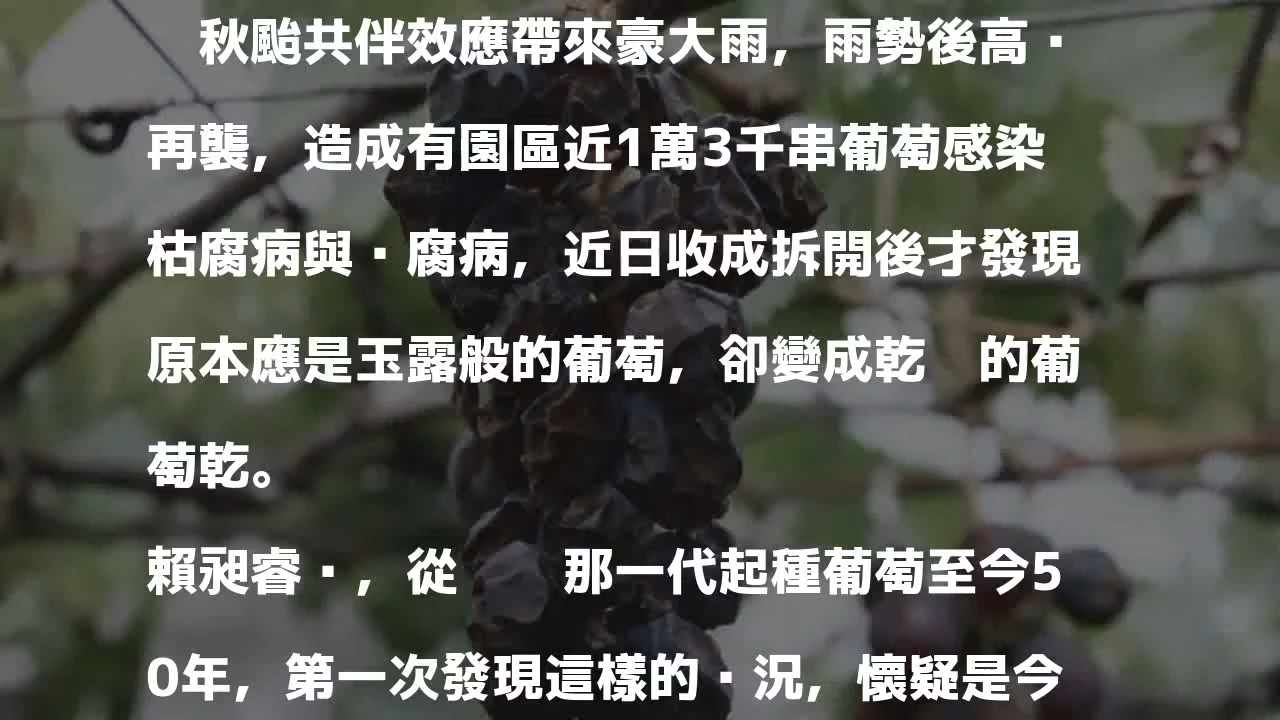 秋颱共伴效應帶來豪大雨，雨勢後高·
再襲，造成有園區近1萬3千串葡萄感染
枯腐病與·腐病，近日收成拆開後才發現
原本應是玉露般的葡萄，卻變成乾　的葡
萄乾。
賴昶睿·，從　　那一代起種葡萄至今5
0年，第一次發現這樣的·況，懷疑是今